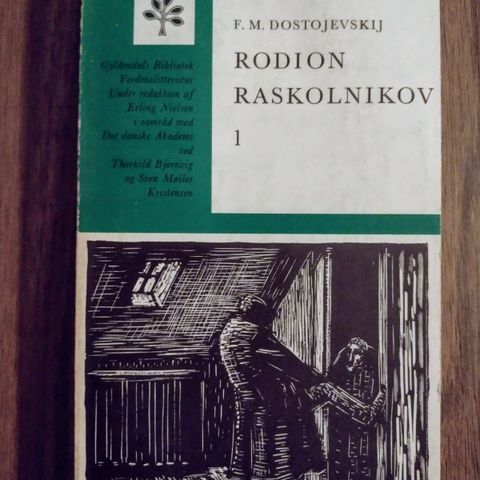 F. M. DOSTOJEVSKIJ
RODION
RASKOLNIKOV
1
Gyldendals Bibliotek
Verdenslitteratur
Under redaktion af
Erling Nielsen
i samråd med
Det danske Akademi
ved
Thorkild Bjørnvig
og Sven Møller
Kristensen